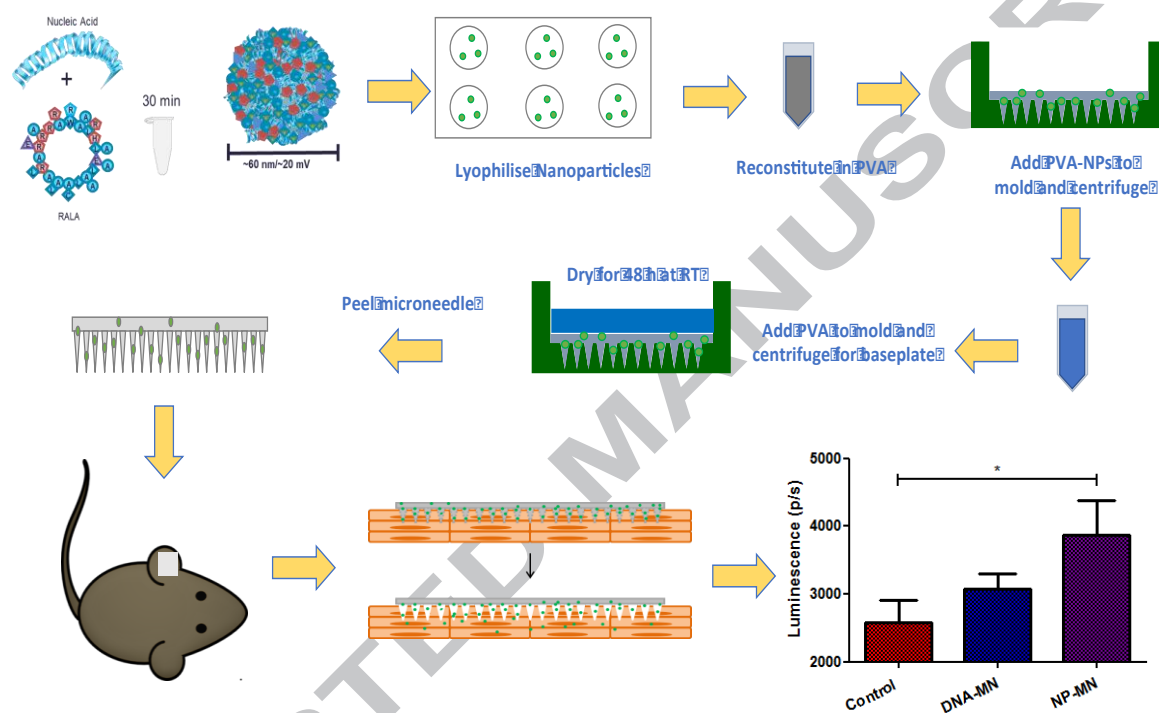 Nucleic Acid
+
30 min
RALA
~60 nm/~20 mV
Lyophilise Nanoparticles
Reconstitute in PVA
Add PVA-NPs to
mold and centrifuge
Add PVA to mold and
centrifuge for baseplate
Dry for 48 h at RT
Peel microneedle
Luminescence (p/s)
5000
4000
3000
2000
*
Control
DNA-MN
NP-MN
ACCEPTED MANUSCRIPT